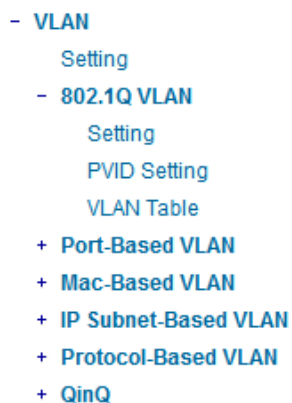 - VLAN
Setting
- 802.1Q VLAN
Setting
PVID Setting
VLAN Table
+ Port-Based VLAN
+ Mac-Based VLAN
+ IP Subnet-Based VLAN
+ Protocol-Based VLAN
+ QinQ